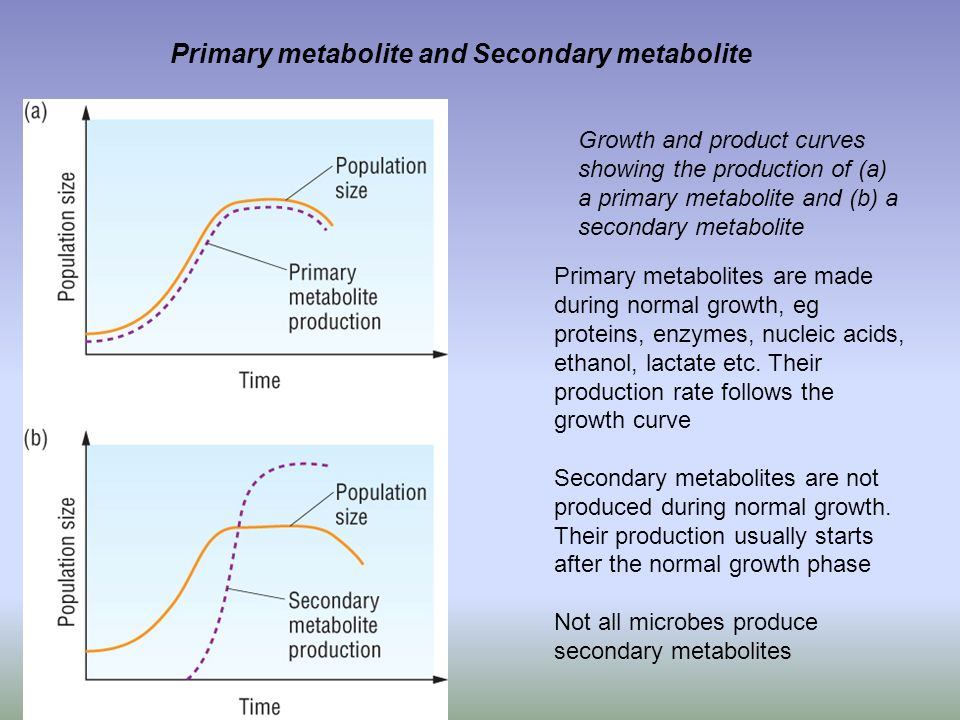 Primary metabolite and Secondary metabolite
(a)
Population size
Population
size
Primary
metabolite
production
Time
(b)
Population size
Population
size
Secondary
metabolite
production
Time
Growth and product curves
showing the production of (a)
a primary metabolite and (b) a
secondary metabolite
Primary metabolites are made
during normal growth, eg
proteins, enzymes, nucleic acids,
ethanol, lactate etc. Their
production rate follows the
growth curve
Secondary metabolites are not
produced during normal growth.
Their production usually starts
after the normal growth phase
Not all microbes produce
secondary metabolites